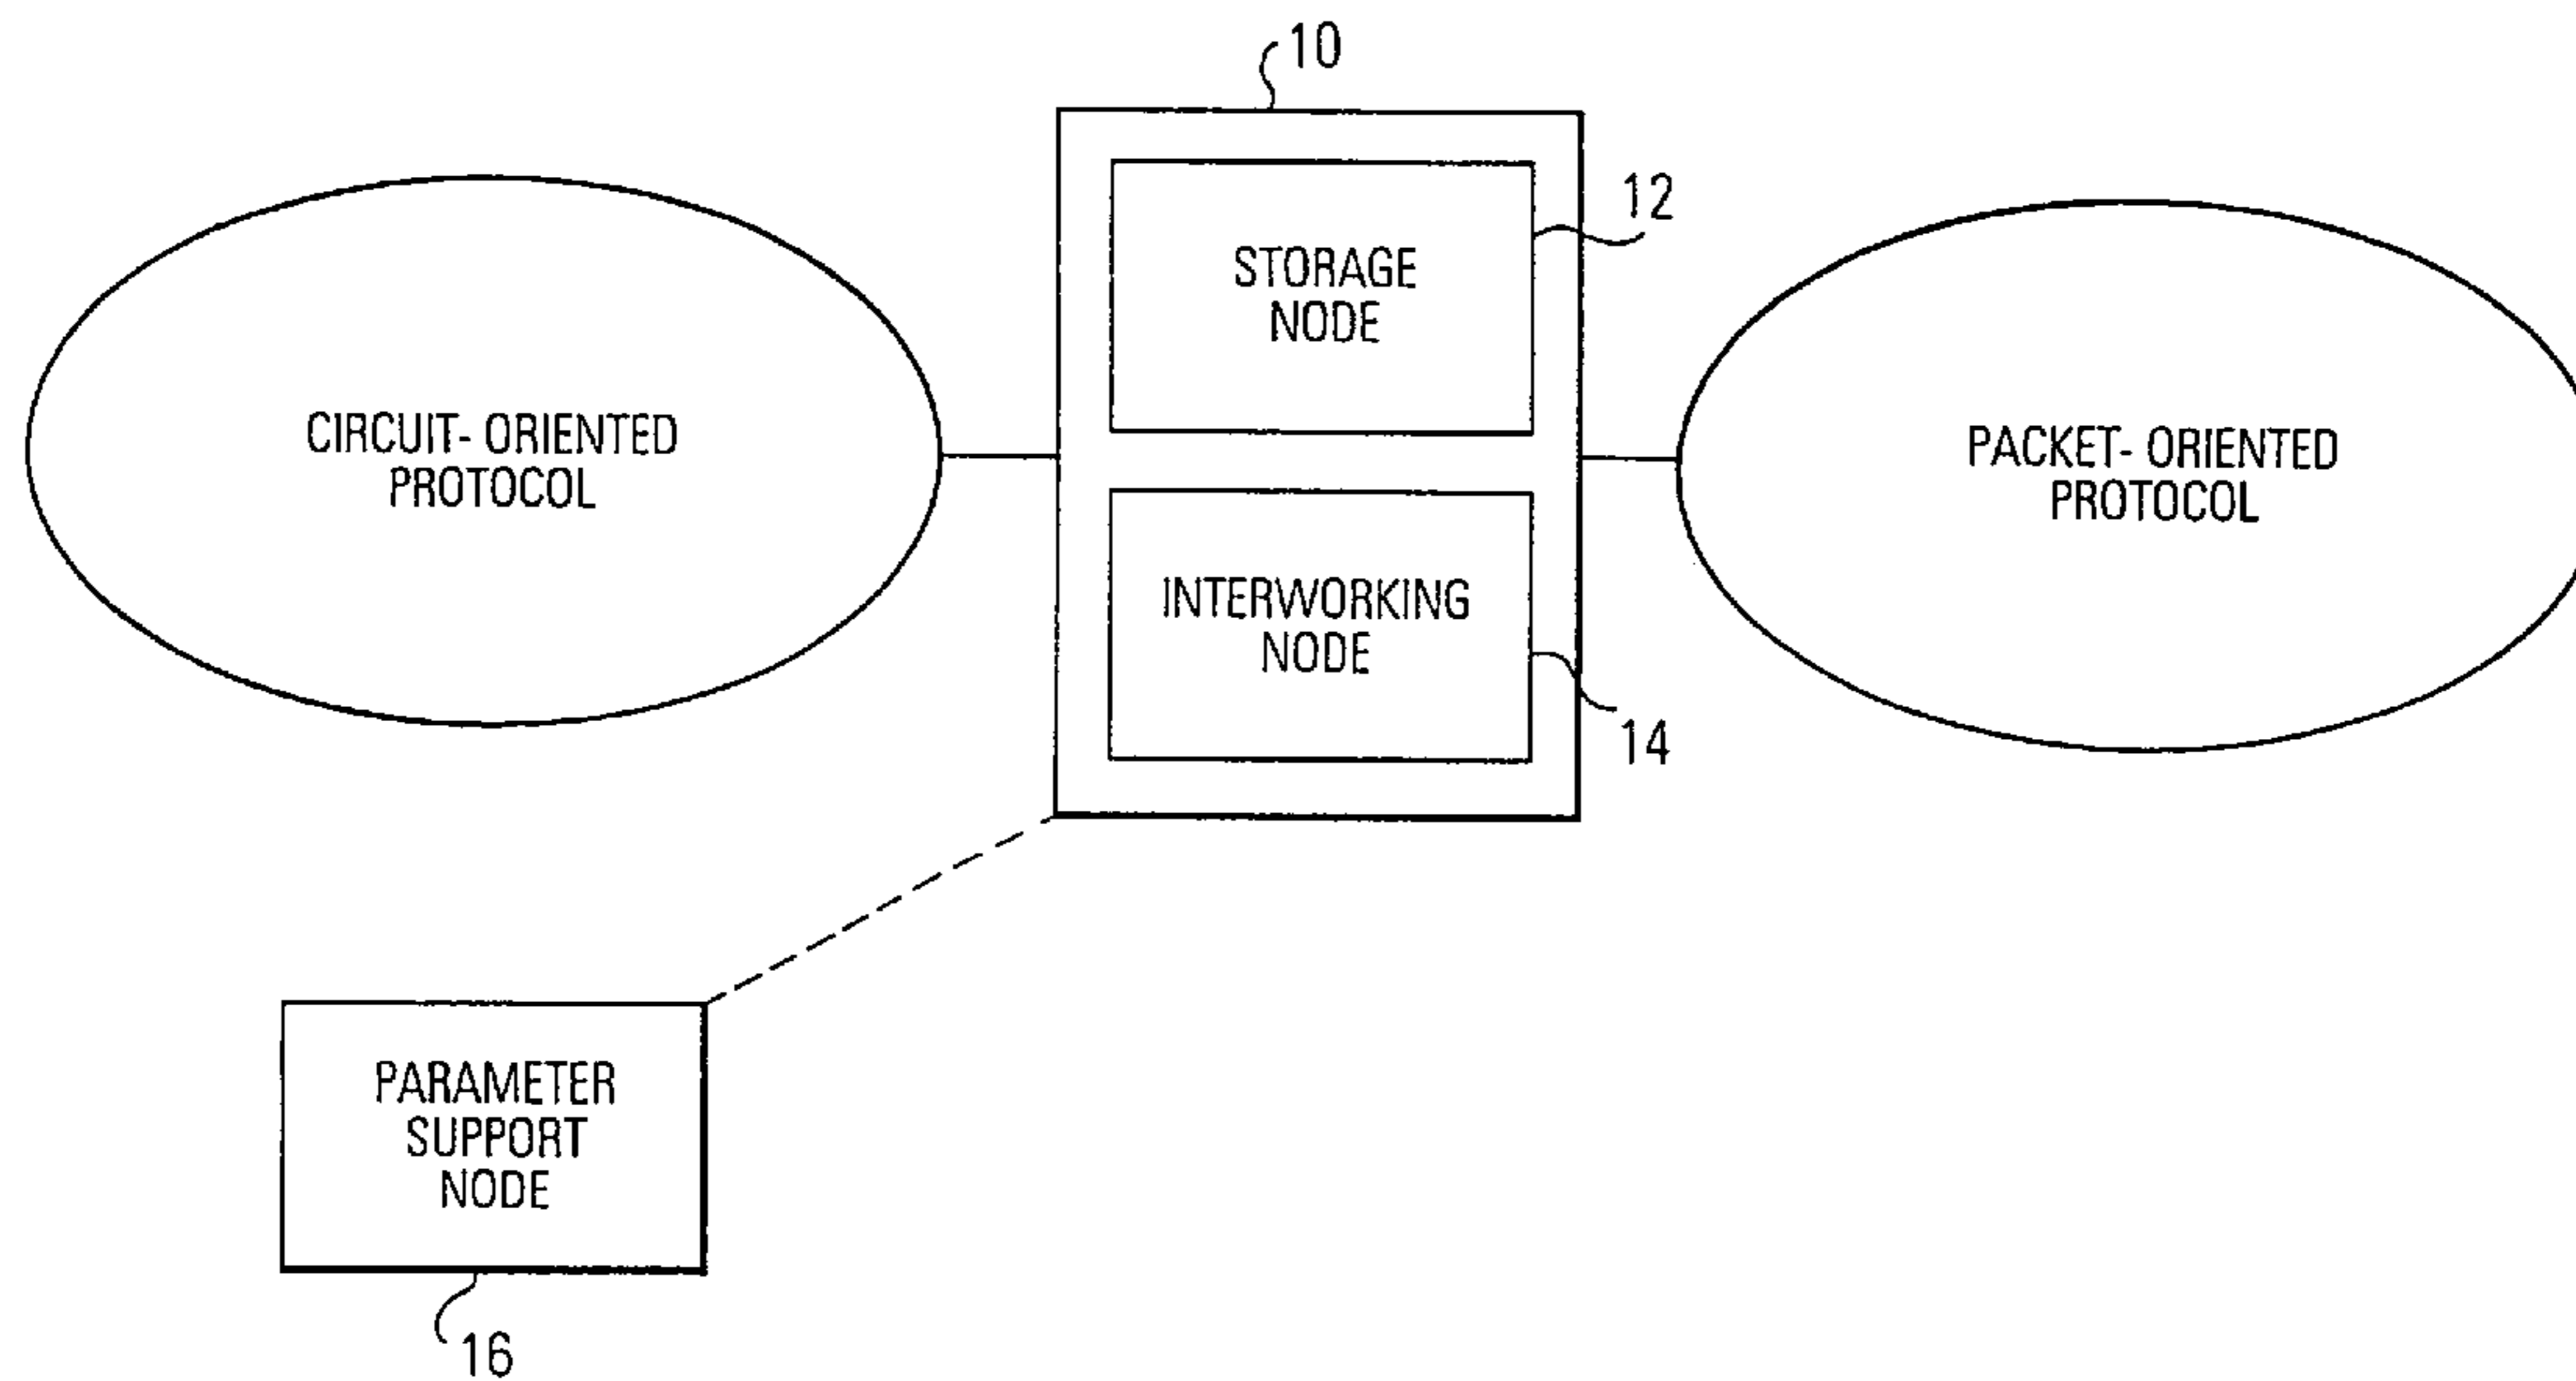 10
12
STORAGE
NODE
CIRCUIT- ORIENTED
PROTOCOL
PACKET- ORIENTED
PROTOCOL
INTERWORKING
NODE
14
PARAMETER
SUPPORT
NODE
16